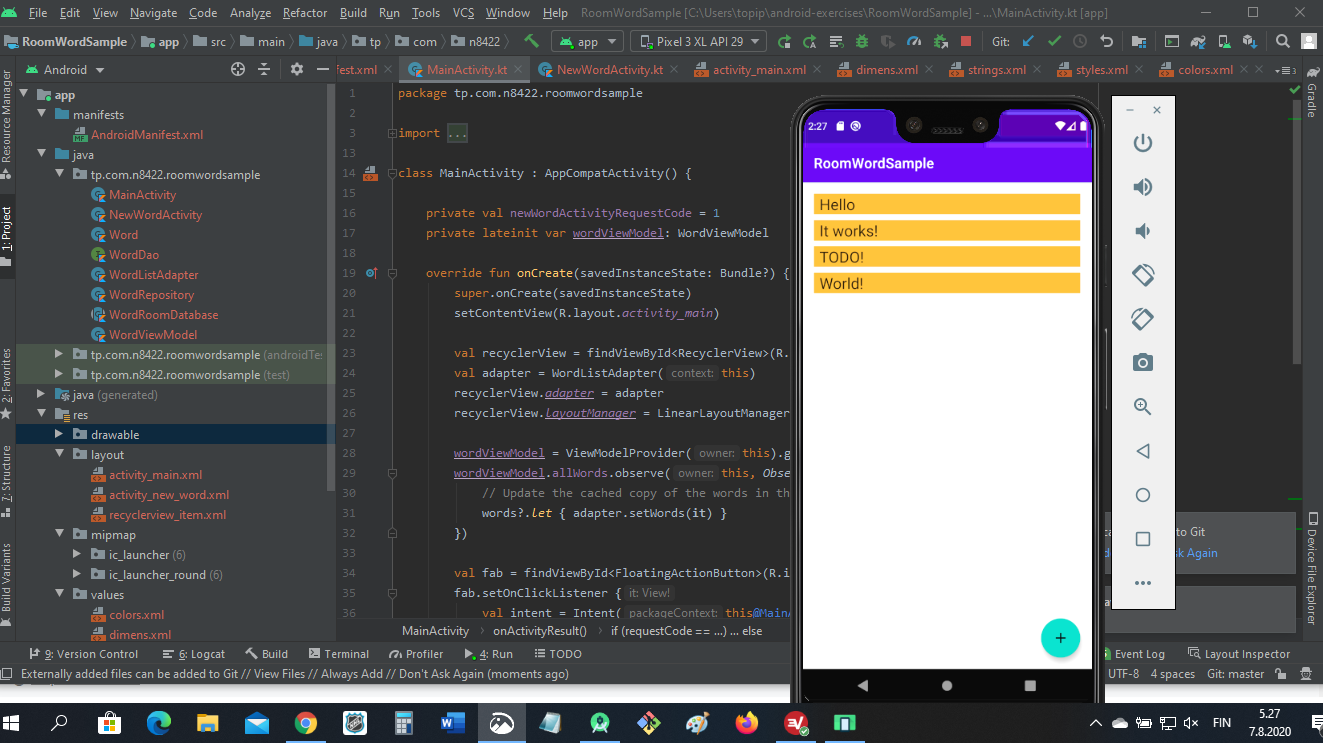 File Edit View Navigate Code Analyze Refactor Build Run Tools VCS Window Help RoomWordSample [C:\Users\topip\android-exercises\RoomWordSample] - ...\MainActivity.kt [app]
RoomWordSample app src main java tp com n8422 app Pixel 3 XL API 29 Git:
Android fest.xml MainActivity.kt NewWordActivity.kt activity_main.xml dimens.xml strings.xml styles.xml colors.xml 3
Resource Manager
1: Project
2: Favorites
7: Structure
Build Variants
app
manifests
AndroidManifest.xml
java
tp.com.n8422.roomwordsample
MainActivity
NewWordActivity
Word
WordDao
WordListAdapter
WordRepository
WordRoomDatabase
WordViewModel
tp.com.n8422.roomwordsample (androidTes
tp.com.n8422.roomwordsample (test)
java (generated)
res
drawable
layout
activity_main.xml
activity_new_word.xml
recyclerview_item.xml
mipmap
ic_launcher (6)
ic_launcher_round (6)
values
colors.xml
dimens.xml
1 package tp.com.n8422.roomwordsample
2
3 import ...
13
14 class MainActivity : AppCompatActivity() {
15
16 private val newWordActivityRequestCode = 1
17 private lateinit var wordViewModel: WordViewModel
18
19 override fun onCreate(savedInstanceState: Bundle?) {
20 super.onCreate(savedInstanceState)
21 setContentView(R.layout.activity_main)
22
23 val recyclerView = findViewById<RecyclerView>(R.
24 val adapter = WordListAdapter( context: this)
25 recyclerView.adapter = adapter
26 recyclerView.layoutManager = LinearLayoutManager
27
28 wordViewModel = ViewModelProvider( owner: this).g
29 wordViewModel.allWords.observe( owner: this, Obse
30 // Update the cached copy of the words in th
31 words?.let { adapter.setWords(it) }
32 })
33
34 val fab = findViewById<FloatingActionButton>(R.i
35 fab.setOnClickListener { it: View!
36 val intent = Intent( packageContext: this@MainA
MainActivity onActivityResult() if (requestCode == ...) ... else
2:27
RoomWordSample
Hello
It works!
TODO!
World!
+
to Git
sk Again
Gradle
Device File Explorer
9: Version Control 6: Logcat Build Terminal Profiler 4: Run TODO Event Log Layout Inspector
Externally added files can be added to Git // View Files // Always Add // Don't Ask Again (moments ago) UTF-8 4 spaces Git: master
FIN 5.27
7.8.2020